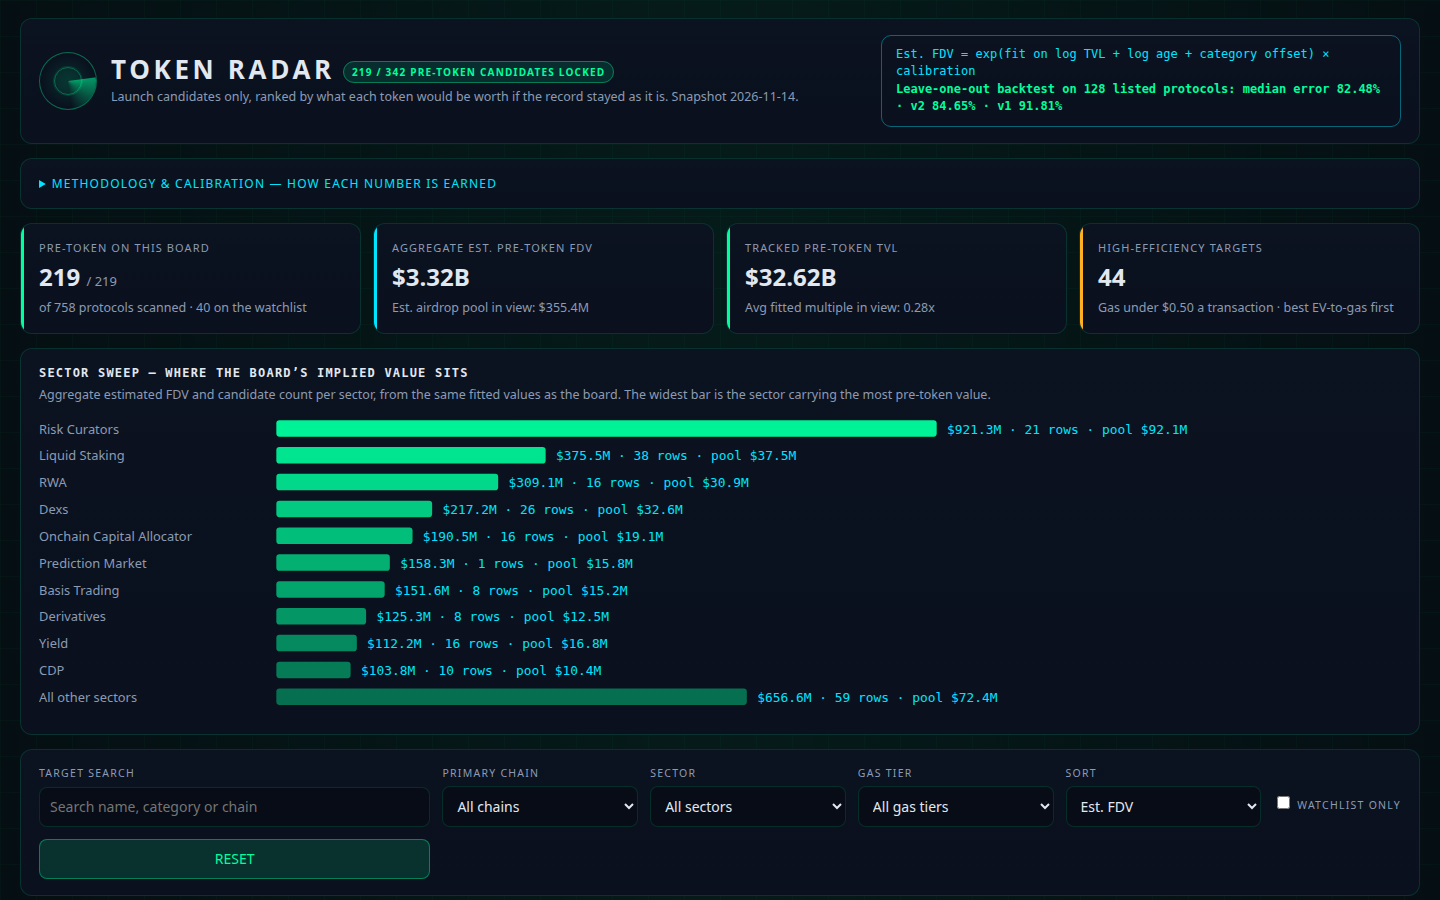 TOKEN RADAR 219 / 342 PRE-TOKEN CANDIDATES LOCKED
Launch candidates only, ranked by what each token would be worth if the record stayed as it is. Snapshot 2026-11-14.
Est. FDV = exp(fit on log TVL + log age + category offset) ×
calibration
Leave-one-out backtest on 128 listed protocols: median error 82.48%
· v2 84.65% · v1 91.81%
▶ METHODOLOGY & CALIBRATION — HOW EACH NUMBER IS EARNED
PRE-TOKEN ON THIS BOARD
219 / 219
of 758 protocols scanned · 40 on the watchlist
AGGREGATE EST. PRE-TOKEN FDV
$3.32B
Est. airdrop pool in view: $355.4M
TRACKED PRE-TOKEN TVL
$32.62B
Avg fitted multiple in view: 0.28x
HIGH-EFFICIENCY TARGETS
44
Gas under $0.50 a transaction · best EV-to-gas first
SECTOR SWEEP — WHERE THE BOARD’S IMPLIED VALUE SITS
Aggregate estimated FDV and candidate count per sector, from the same fitted values as the board. The widest bar is the sector carrying the most pre-token value.
Risk Curators $921.3M · 21 rows · pool $92.1M
Liquid Staking $375.5M · 38 rows · pool $37.5M
RWA $309.1M · 16 rows · pool $30.9M
Dexs $217.2M · 26 rows · pool $32.6M
Onchain Capital Allocator $190.5M · 16 rows · pool $19.1M
Prediction Market $158.3M · 1 rows · pool $15.8M
Basis Trading $151.6M · 8 rows · pool $15.2M
Derivatives $125.3M · 8 rows · pool $12.5M
Yield $112.2M · 16 rows · pool $16.8M
CDP $103.8M · 10 rows · pool $10.4M
All other sectors $656.6M · 59 rows · pool $72.4M
TARGET SEARCH
Search name, category or chain
PRIMARY CHAIN
All chains
SECTOR
All sectors
GAS TIER
All gas tiers
SORT
Est. FDV
WATCHLIST ONLY
RESET